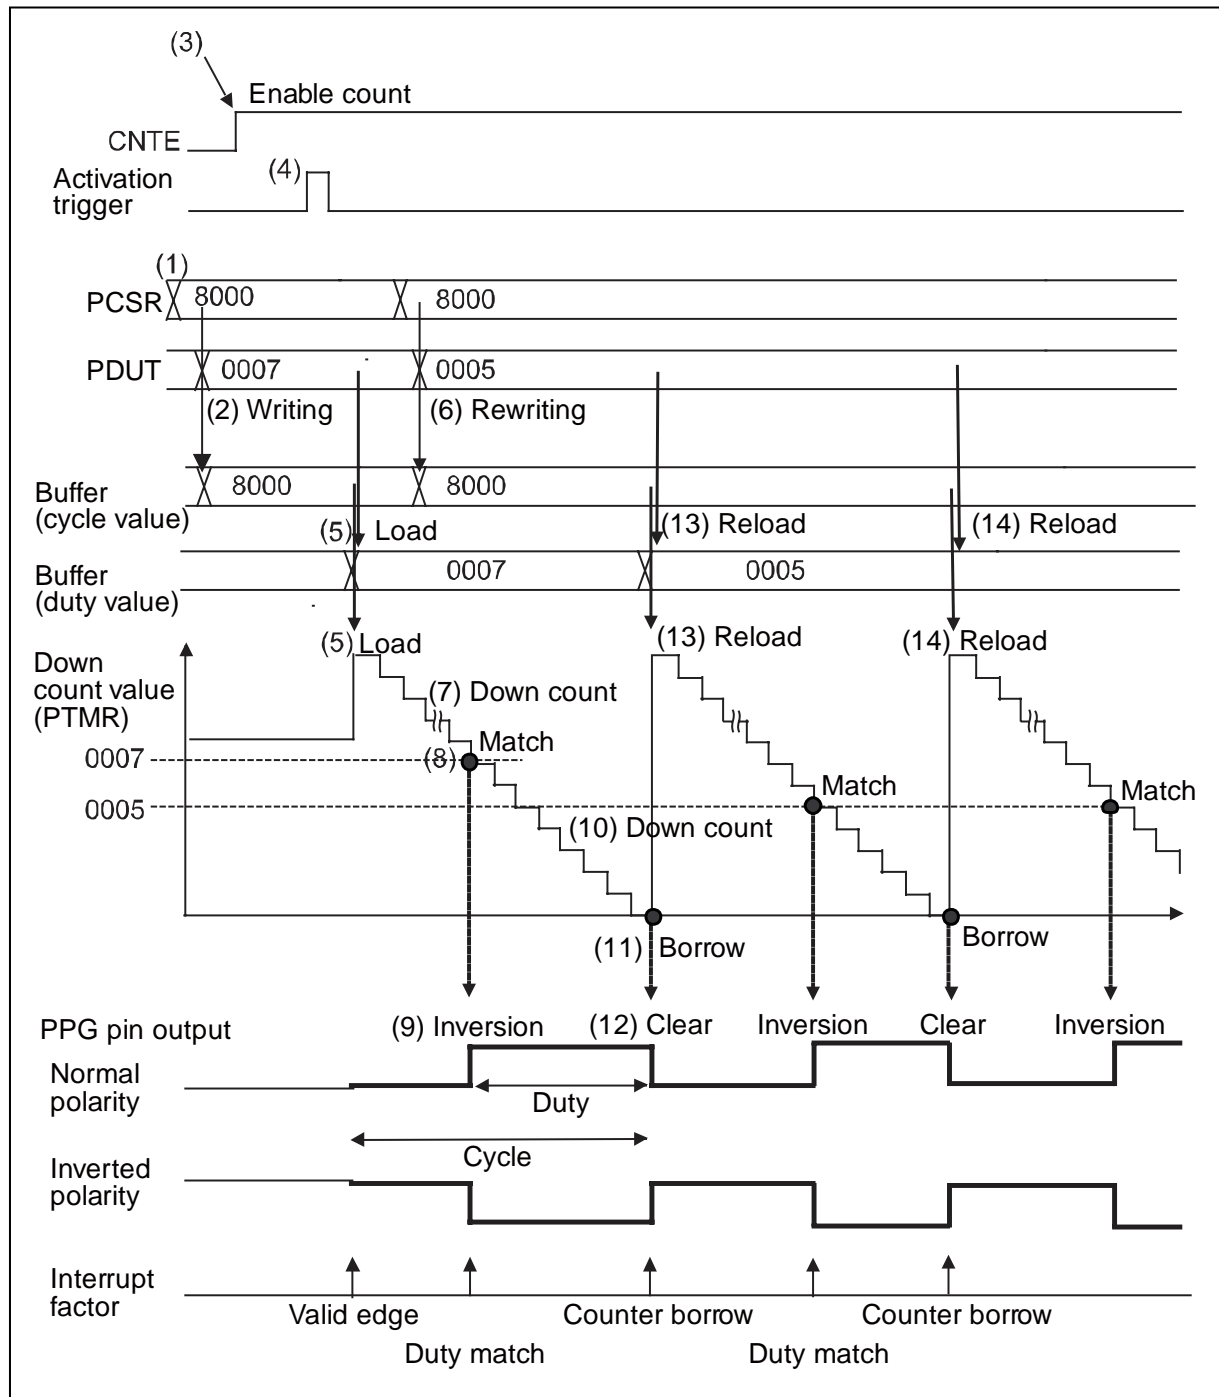 (3)
Enable count
CNTE
(4)
Activation
trigger
(1)
PCSR 8000 8000
PDUT 0007 0005
(2) Writing (6) Rewriting
Buffer
(cycle value)
8000 8000
(5) Load (13) Reload (14) Reload
Buffer
(duty value)
0007 0005
(5) Load (13) Reload (14) Reload
Down
count value
(PTMR)
(7) Down count
0007 (8) Match
0005 Match Match
(10) Down count
(11) Borrow Borrow
PPG pin output (9) Inversion (12) Clear Inversion Clear Inversion
Normal
polarity
Duty
Cycle
Inverted
polarity
Interrupt
factor
Valid edge Counter borrow Counter borrow
Duty match Duty match